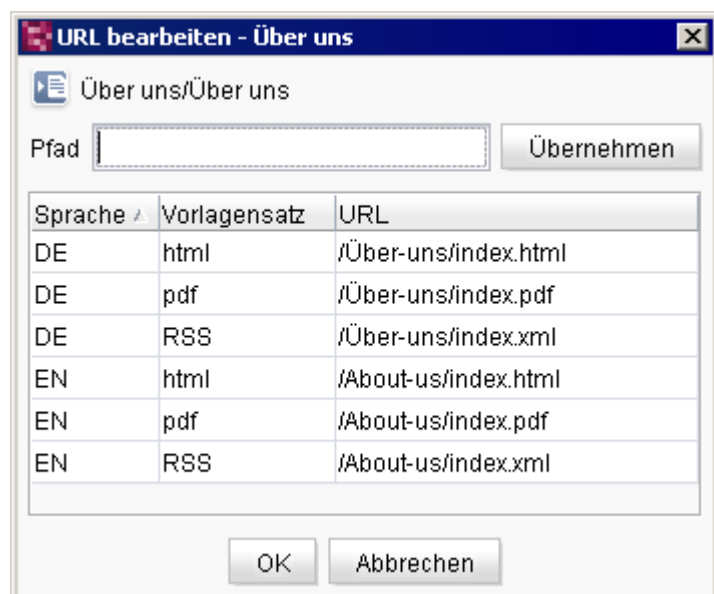 URL bearbeiten - Über uns
Über uns/Über uns
Pfad Übernehmen
Sprache Vorlagensatz URL
DE html /Über-uns/index.html
DE pdf /Über-uns/index.pdf
DE RSS /Über-uns/index.xml
EN html /About-us/index.html
EN pdf /About-us/index.pdf
EN RSS /About-us/index.xml
OK Abbrechen